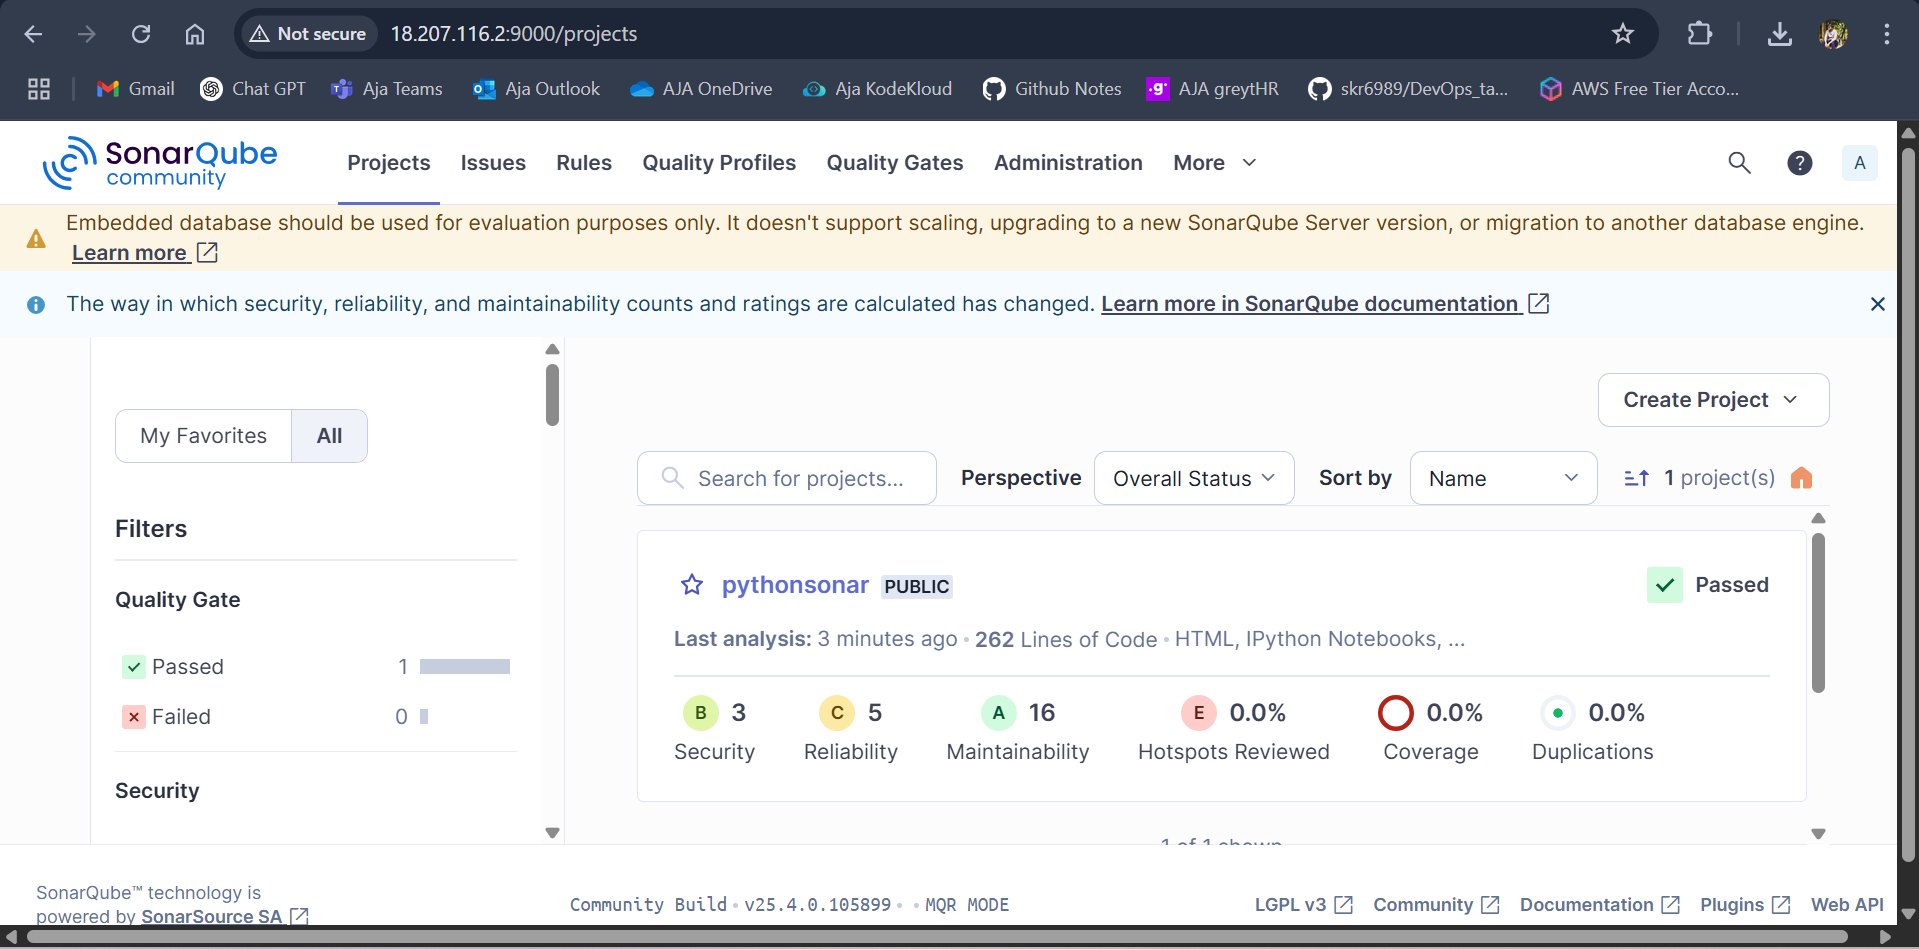 Not secure 18.207.116.2:9000/projects
Gmail Chat GPT Aja Teams Aja Outlook AJA OneDrive Aja KodeKloud Github Notes .g' AJA greytHR skr6989/DevOps_ta... AWS Free Tier Acco...
SonarQube community
Projects Issues Rules Quality Profiles Quality Gates Administration More ? A
Embedded database should be used for evaluation purposes only. It doesn't support scaling, upgrading to a new SonarQube Server version, or migration to another database engine.
Learn more
The way in which security, reliability, and maintainability counts and ratings are calculated has changed. Learn more in SonarQube documentation
My Favorites All
Filters
Quality Gate
Passed 1
Failed 0
Security
Create Project
Search for projects... Perspective Overall Status Sort by Name 1 project(s)
pythonsonar PUBLIC Passed
Last analysis: 3 minutes ago • 262 Lines of Code • HTML, IPython Notebooks, ...
B 3 C 5 A 16 E 0.0% 0.0% 0.0%
Security Reliability Maintainability Hotspots Reviewed Coverage Duplications
1 of 1 shown
SonarQube™ technology is
powered by SonarSource SA
Community Build • v25.4.0.105899 • • MQR MODE
LGPL v3 Community Documentation Plugins Web API